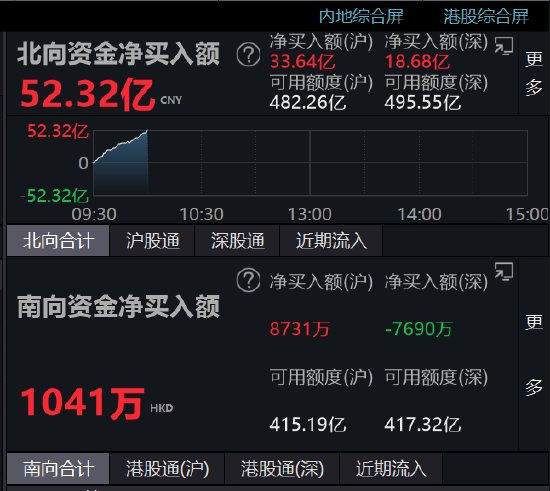 内地综合屏 港股综合屏
北向资金净买入额 ? 净买入额(沪) 净买入额(深)
33.64亿 18.68亿
52.32亿 CNY 可用额度(沪) 可用额度(深)
482.26亿 495.55亿
更多
52.32亿
0
-52.32亿
09:30 10:30 13:00 14:00 15:00
北向合计 沪股通 深股通 近期流入
南向资金净买入额 ? 净买入额(沪) 净买入额(深)
8731万 -7690万
1041万 HKD 可用额度(沪) 可用额度(深)
415.19亿 417.32亿
更多
南向合计 港股通(沪) 港股通(深) 近期流入